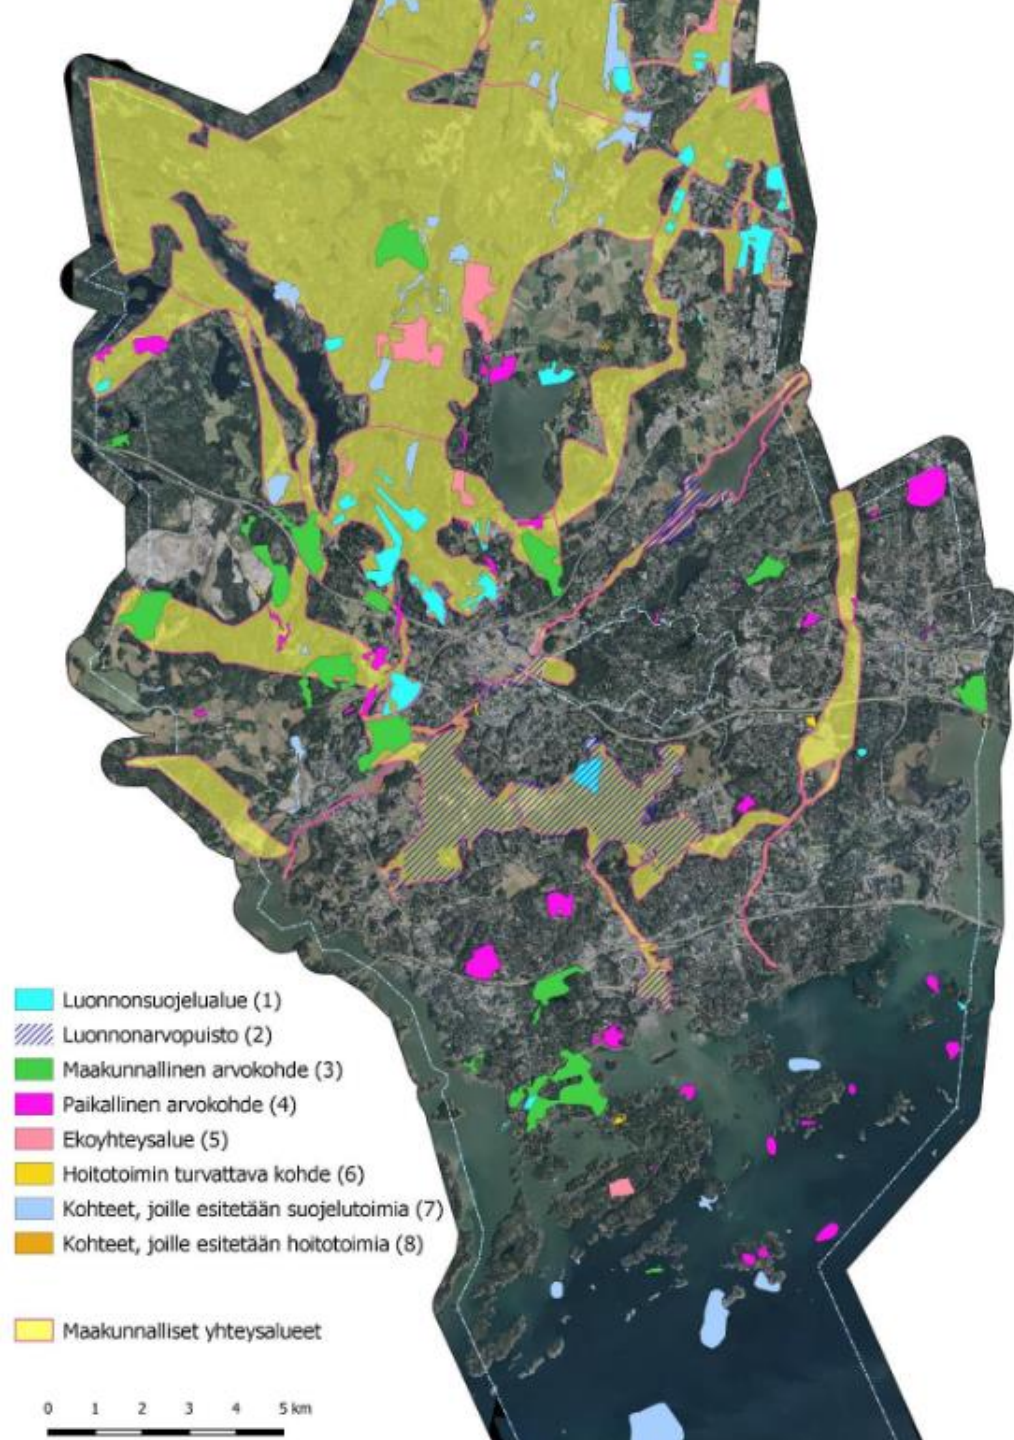 Luonnonsuojelualue (1)
Luonnonarvopuisto (2)
Maakunnallinen arvokohde (3)
Paikallinen arvokohde (4)
Ekoyhteysalue (5)
Hoitotoimin turvattava kohde (6)
Kohteet, joille esitetään suojelutoimia (7)
Kohteet, joille esitetään hoitotoimia (8)
Maakunnalliset yhteysalueet
0 1 2 3 4 5 km